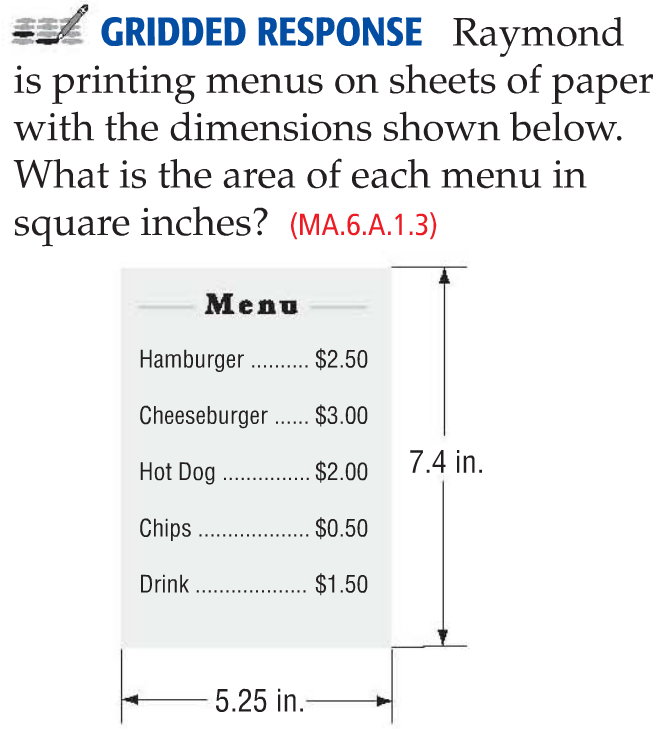 GRIDDED RESPONSE Raymond
is printing menus on sheets of paper
with the dimensions shown below.
What is the area of each menu in
square inches? (MA.6.A.1.3)
Menu
Hamburger .......... $2.50
Cheeseburger ...... $3.00
Hot Dog ............... $2.00
Chips ................... $0.50
Drink ................... $1.50
7.4 in.
5.25 in.